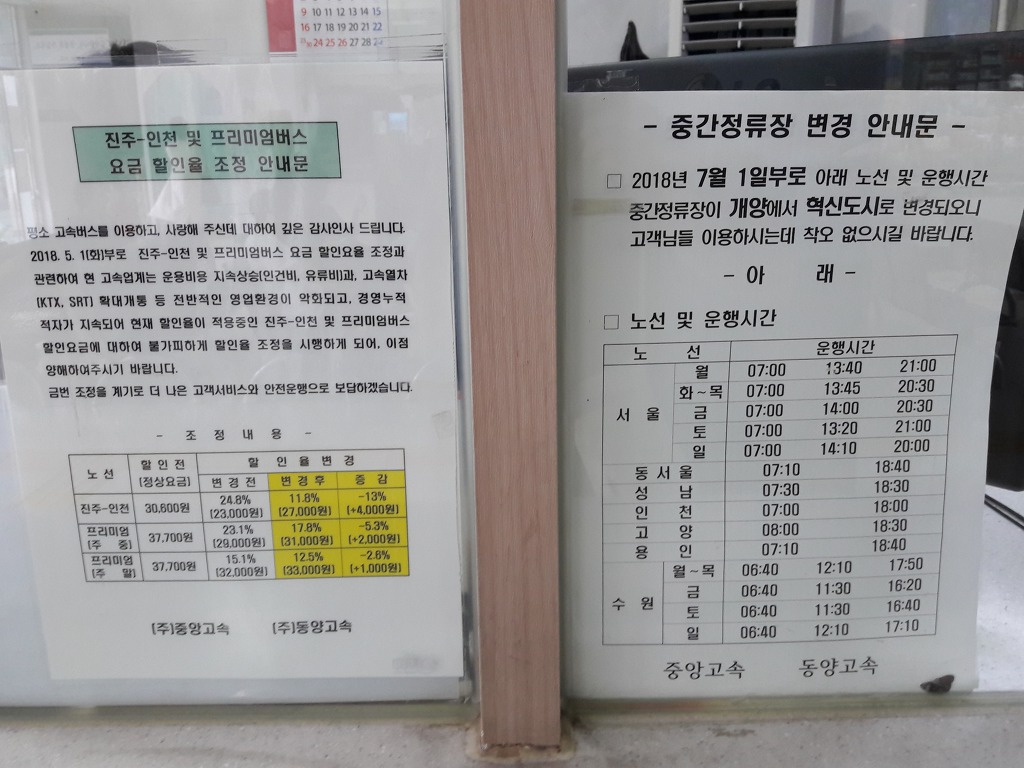 9 10 11 12 13 14 15
16 17 18 19 20 21 22
24 25 26 27 28
진주-인천 및 프리미엄버스
요금 할인율 조정 안내문
평소 고속버스를 이용하고, 사랑해 주신데 대하여 깊은 감사인사 드립니다.
2018. 5. 1(화)부로 진주-인천 및 프리미엄버스 요금 할인요율 조정과
관련하여 현 고속업계는 운용비용 지속상승(인건비, 유류비)과, 고속열차
(KTX, SRT) 확대개통 등 전반적인 영업환경이 악화되고, 경영누적
적자가 지속되어 현재 할인율이 적용중인 진주-인천 및 프리미엄버스
할인요금에 대하여 불가피하게 할인율 조정을 시행하게 되어, 이점
양해하여주시기 바랍니다.
금번 조정을 계기로 더 나은 고객서비스와 안전운행으로 보답하겠습니다.
- 조 정 내 용 -
노 선 할인전 (정상요금) 할 인 율 변 경
변 경 전 변 경 후 증 감
진주-인천 30,600원 24.8% (23,000원) 11.8% (27,000원) -13% (+4,000원)
프리미엄 (주 중) 37,700원 23.1% (29,000원) 17.8% (31,000원) -5.3% (+2,000원)
프리미엄 (주 말) 37,700원 15.1% (32,000원) 12.5% (33,000원) -2.6% (+1,000원)
(주)중앙고속 (주)동양고속
- 중간정류장 변경 안내문 -
□ 2018년 7월 1일부로 아래 노선 및 운행시간
중간정류장이 개양에서 혁신도시로 변경되오니
고객님들 이용하시는데 착오 없으시길 바랍니다.
- 아 래 -
□ 노선 및 운행시간
노 선 운행시간
서 울 월 07:00 13:40 21:00
화~목 07:00 13:45 20:30
금 07:00 14:00 20:30
토 07:00 13:20 21:00
일 07:00 14:10 20:00
동 서 울 07:10 18:40
성 남 07:30 18:30
인 천 07:00 18:00
고 양 08:00 18:30
용 인 07:10 18:40
수 원 월~목 06:40 12:10 17:50
금 06:40 11:30 16:20
토 06:40 11:30 16:40
일 06:40 12:10 17:10
중앙고속 동양고속